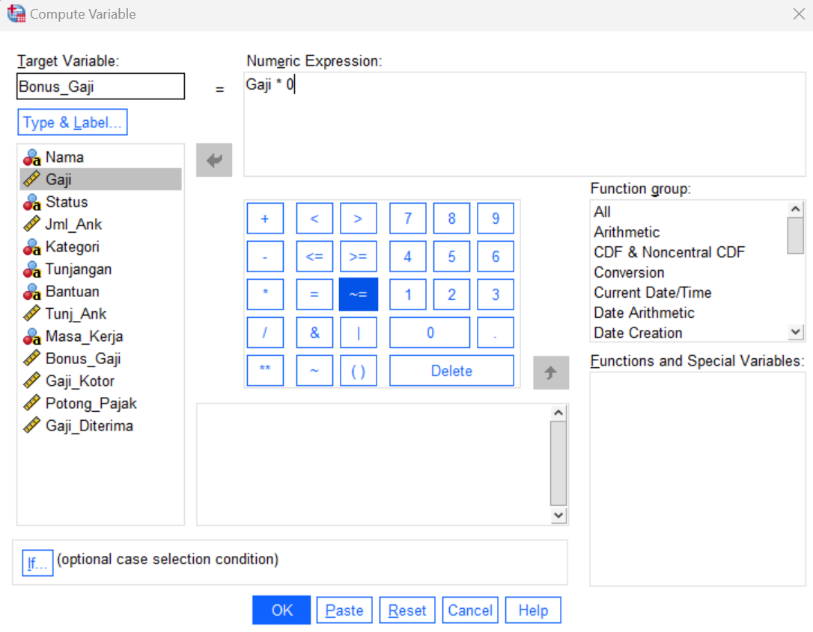 Compute Variable
Target Variable:
Numeric Expression:
Bonus_Gaji
=
Gaji * 0
Type & Label...
Nama
Gaji
Status
Jml_Ank
Kategori
Tunjangan
Bantuan
Tunj_Ank
Masa_Kerja
Bonus_Gaji
Gaji_Kotor
Potong_Pajak
Gaji_Diterima
+ < > 7 8 9
- <= >= 4 5 6
* = ~= 1 2 3
/ & | 0 .
** ~ ( ) Delete
Function group:
All
Arithmetic
CDF & Noncentral CDF
Conversion
Current Date/Time
Date Arithmetic
Date Creation
Functions and Special Variables:
If... (optional case selection condition)
OK Paste Reset Cancel Help